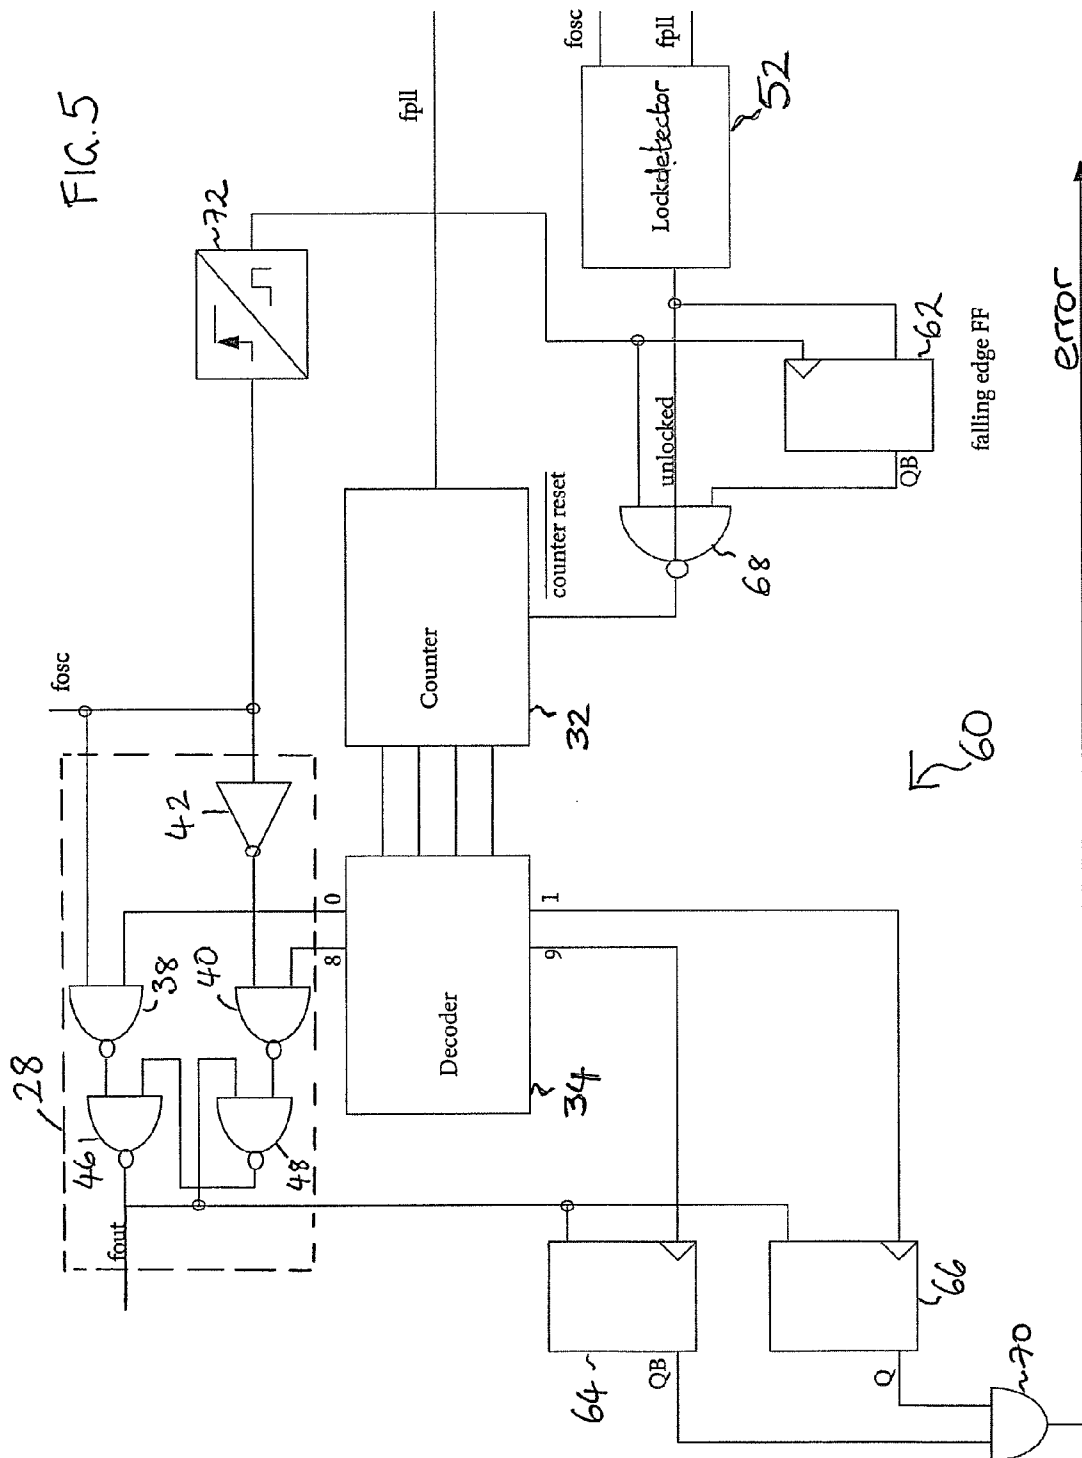 FIG. 5
fosc
fpll
fosc
fpll
72
Lockdetector
52
62
falling edge FF
QB
unlocked
68
counter reset
Counter
32
42
0
8
1
9
Decoder
34
38
40
28
46
48
fout
60
64
QB
66
Q
70
error